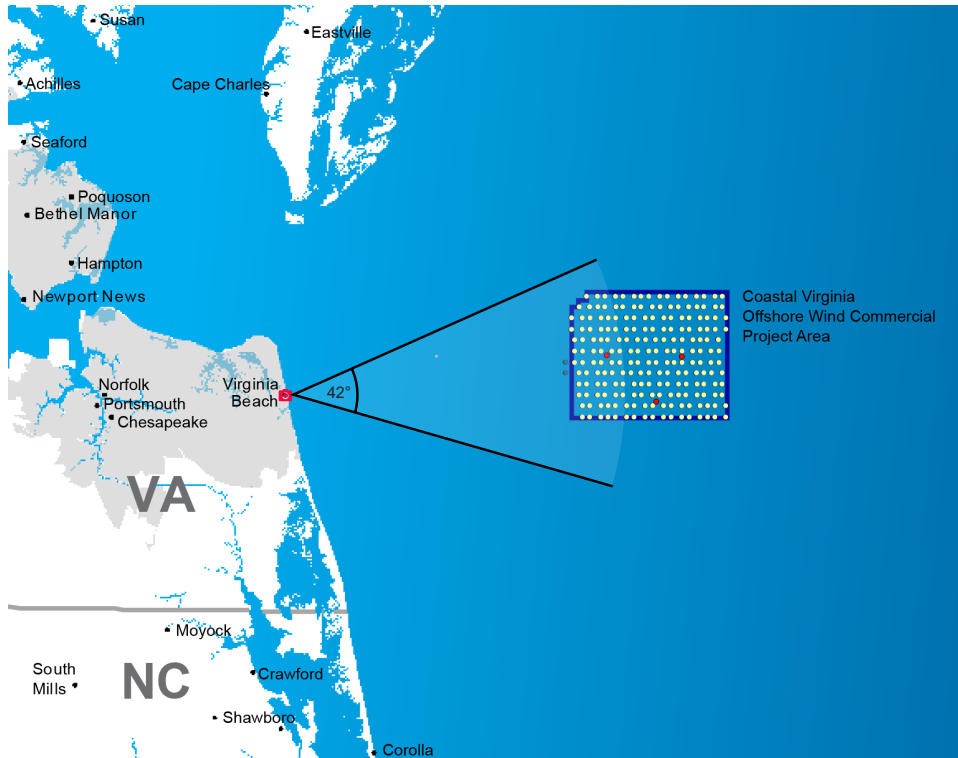 Susan
Eastville
Achilles
Cape Charles
Seaford
Poquoson
Bethel Manor
Hampton
Newport News
Coastal Virginia
Offshore Wind Commercial
Project Area
Norfolk
Portsmouth
Chesapeake
Virginia
Beach
42°
VA
Moyock
South
Mills
NC
Crawford
Shawboro
Corolla